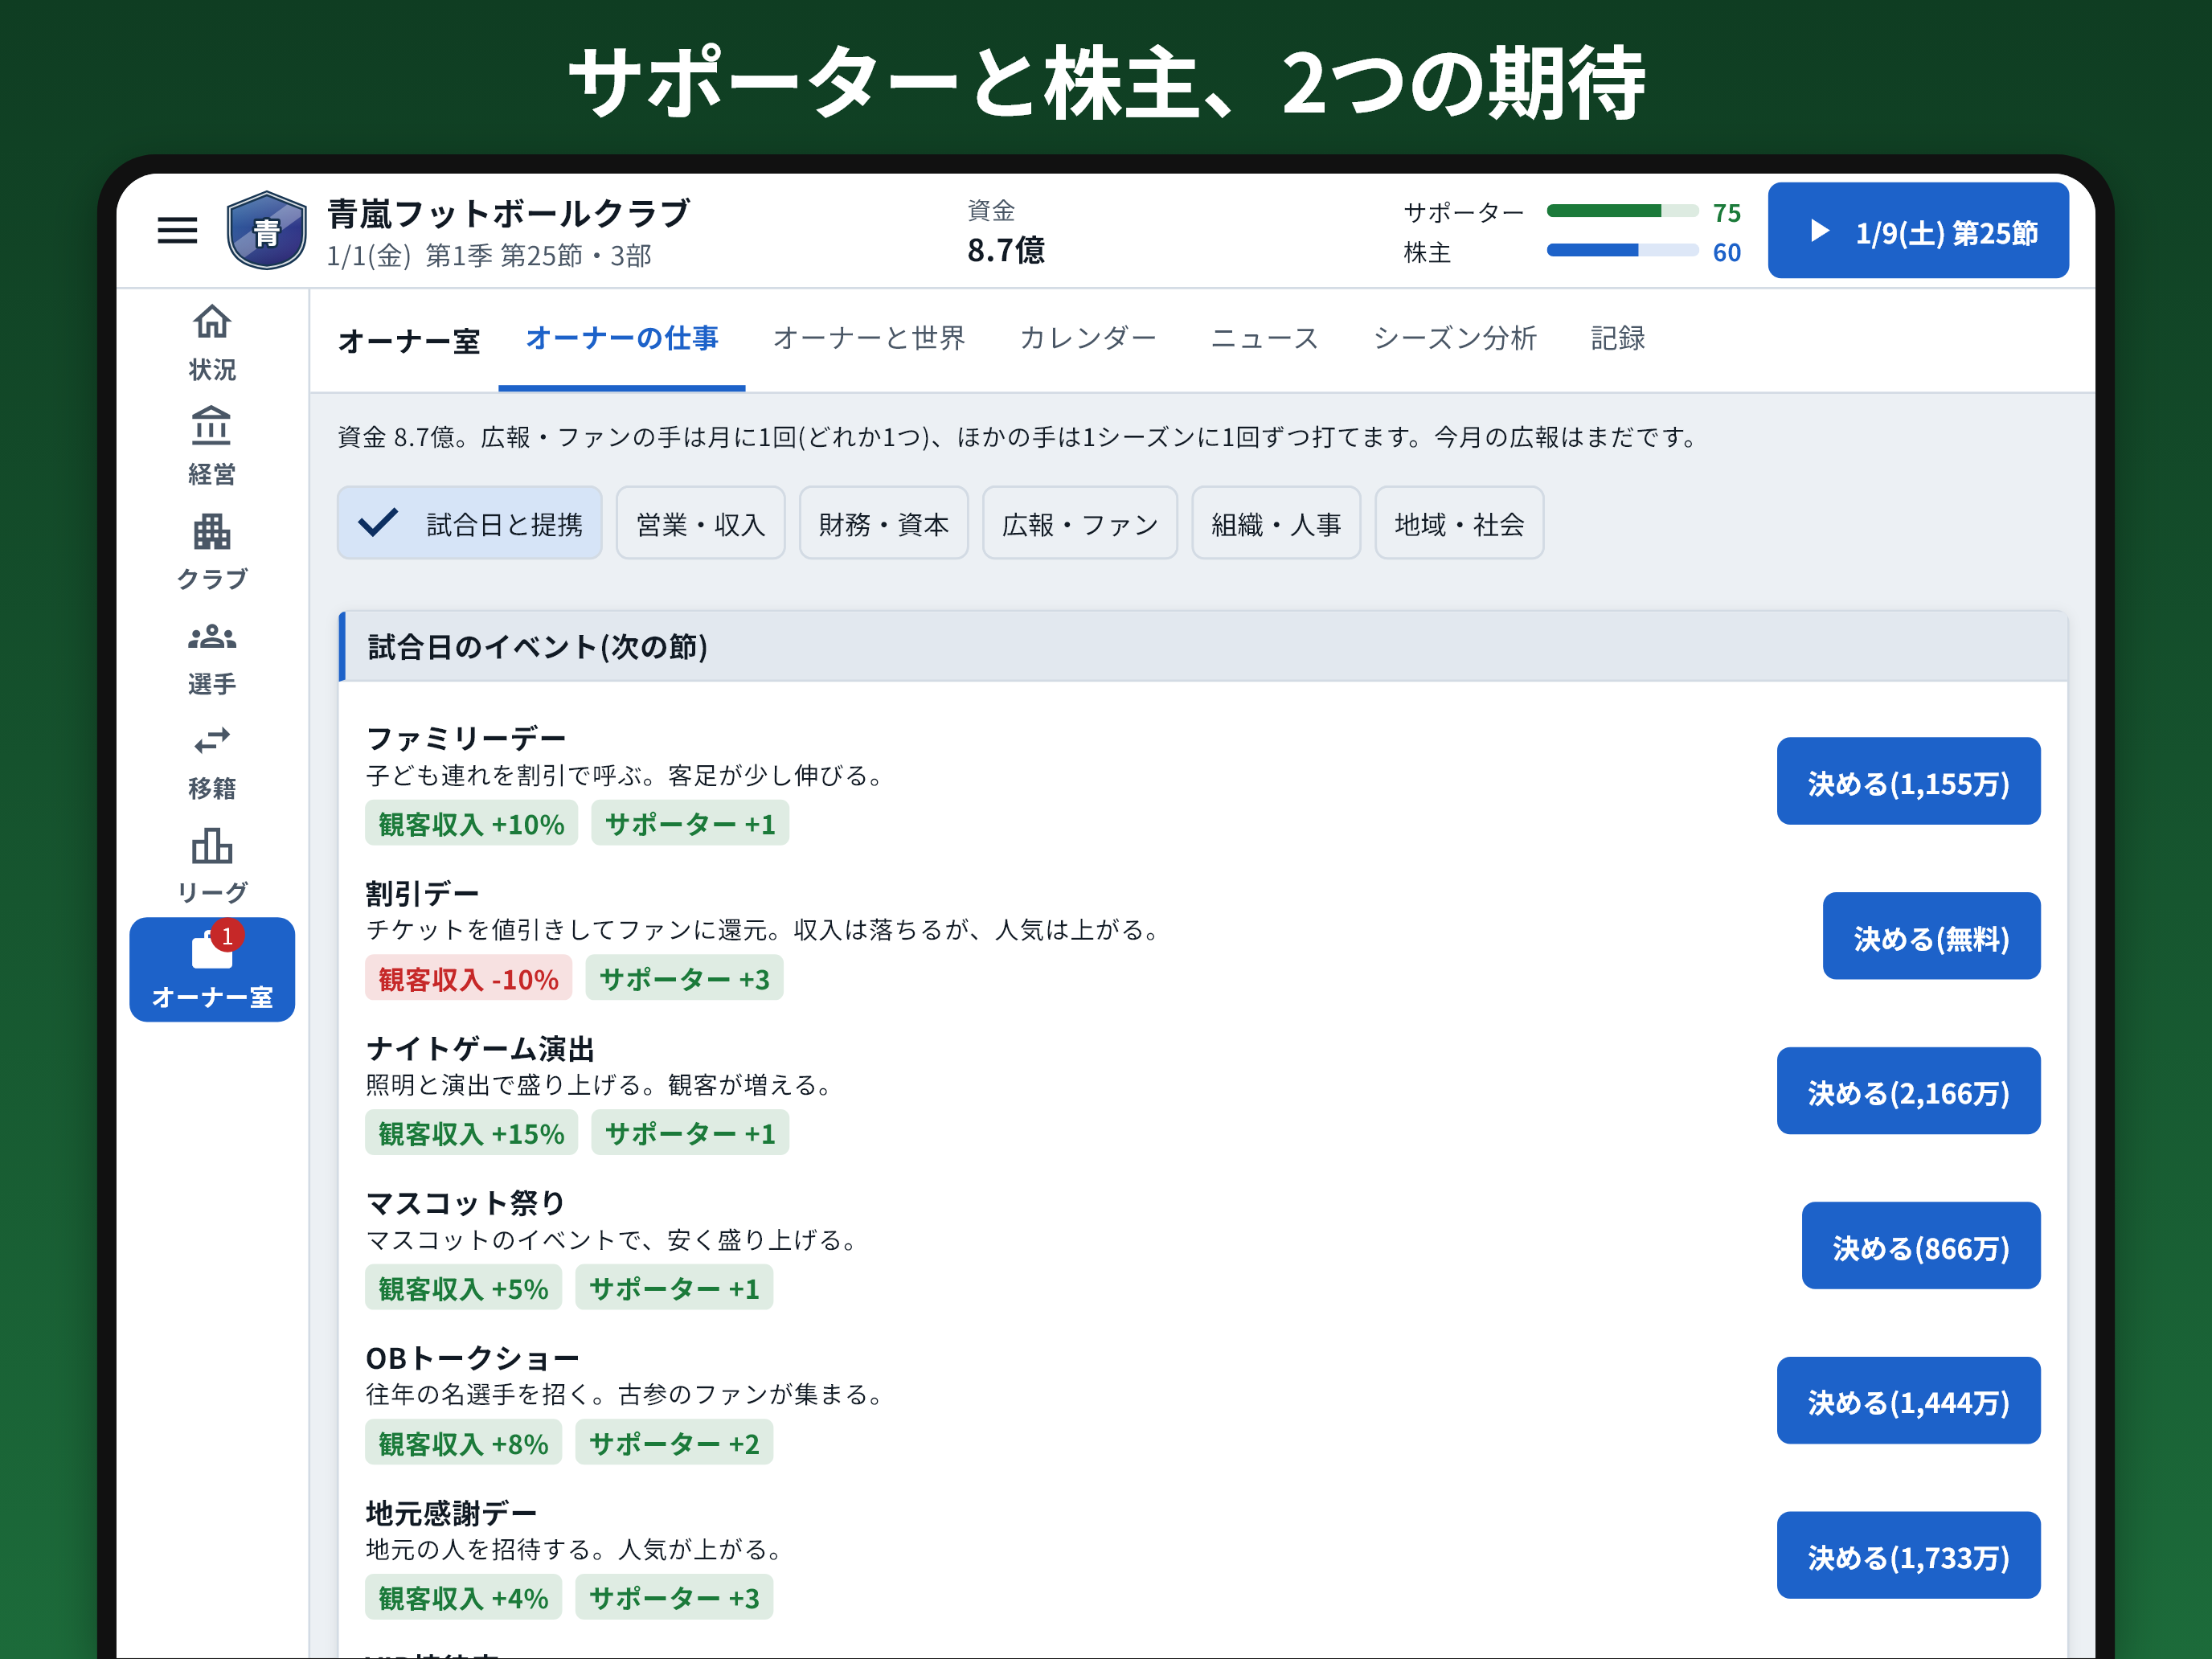 サポーターと株主、2つの期待
青
青嵐フットボールクラブ
1/1(金) 第1季 第25節・3部
資金
8.7億
サポーター 75
株主 60
1/9(土) 第25節
状況
経営
クラブ
選手
移籍
リーグ
1
オーナー室
オーナー室 オーナーの仕事 オーナーと世界 カレンダー ニュース シーズン分析 記録
資金 8.7億。広報・ファンの手は月に1回(どれか1つ)、ほかの手は1シーズンに1回ずつ打てます。今月の広報はまだです。
試合日と提携 営業・収入 財務・資本 広報・ファン 組織・人事 地域・社会
試合日のイベント(次の節)
ファミリーデー
子ども連れを割引で呼ぶ。客足が少し伸びる。
観客収入 +10% サポーター +1
決める(1,155万)
割引デー
チケットを値引きしてファンに還元。収入は落ちるが、人気は上がる。
観客収入 -10% サポーター +3
決める(無料)
ナイトゲーム演出
照明と演出で盛り上げる。観客が増える。
観客収入 +15% サポーター +1
決める(2,166万)
マスコット祭り
マスコットのイベントで、安く盛り上げる。
観客収入 +5% サポーター +1
決める(866万)
OBトークショー
往年の名選手を招く。古参のファンが集まる。
観客収入 +8% サポーター +2
決める(1,444万)
地元感謝デー
地元の人を招待する。人気が上がる。
観客収入 +4% サポーター +3
決める(1,733万)